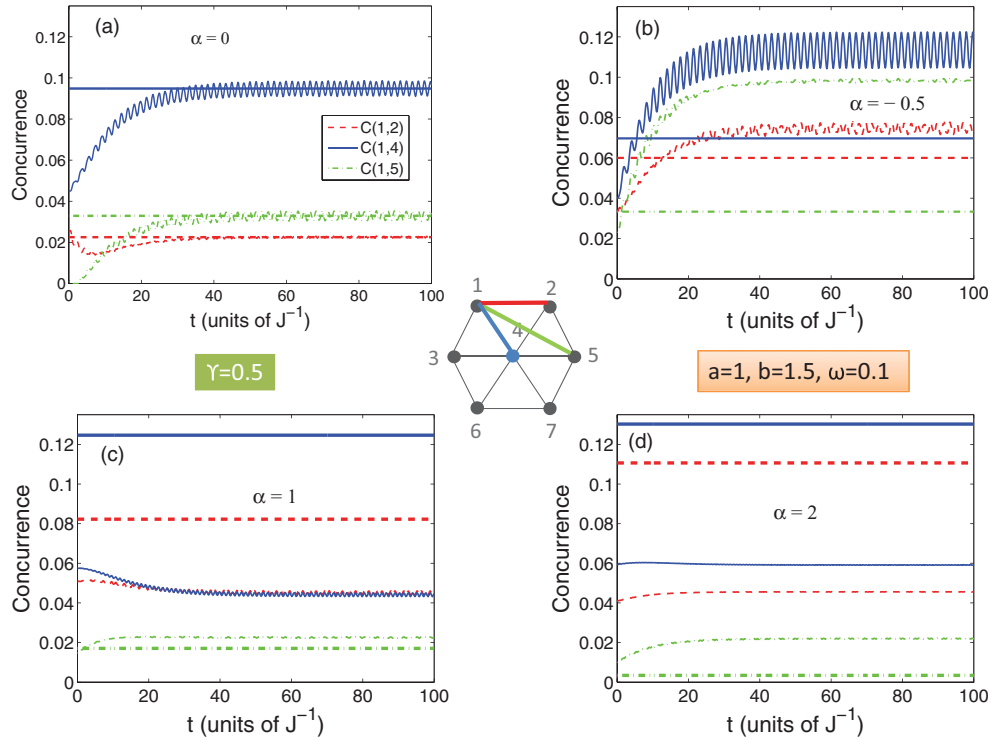 (a)
α = 0
Concurrence
0.12
0.1
0.08
0.06
0.04
0.02
0
C(1,2)
C(1,4)
C(1,5)
0 20 40 60 80 100
t (units of J⁻¹)
(b)
α = − 0.5
Concurrence
0.12
0.1
0.08
0.06
0.04
0.02
0
0 20 40 60 80 100
t (units of J⁻¹)
1 2
4
3 5
6 7
ϒ=0.5
a=1, b=1.5, ω=0.1
(c)
α = 1
Concurrence
0.12
0.1
0.08
0.06
0.04
0.02
0
0 20 40 60 80 100
t (units of J⁻¹)
(d)
α = 2
Concurrence
0.12
0.1
0.08
0.06
0.04
0.02
0
0 20 40 60 80 100
t (units of J⁻¹)